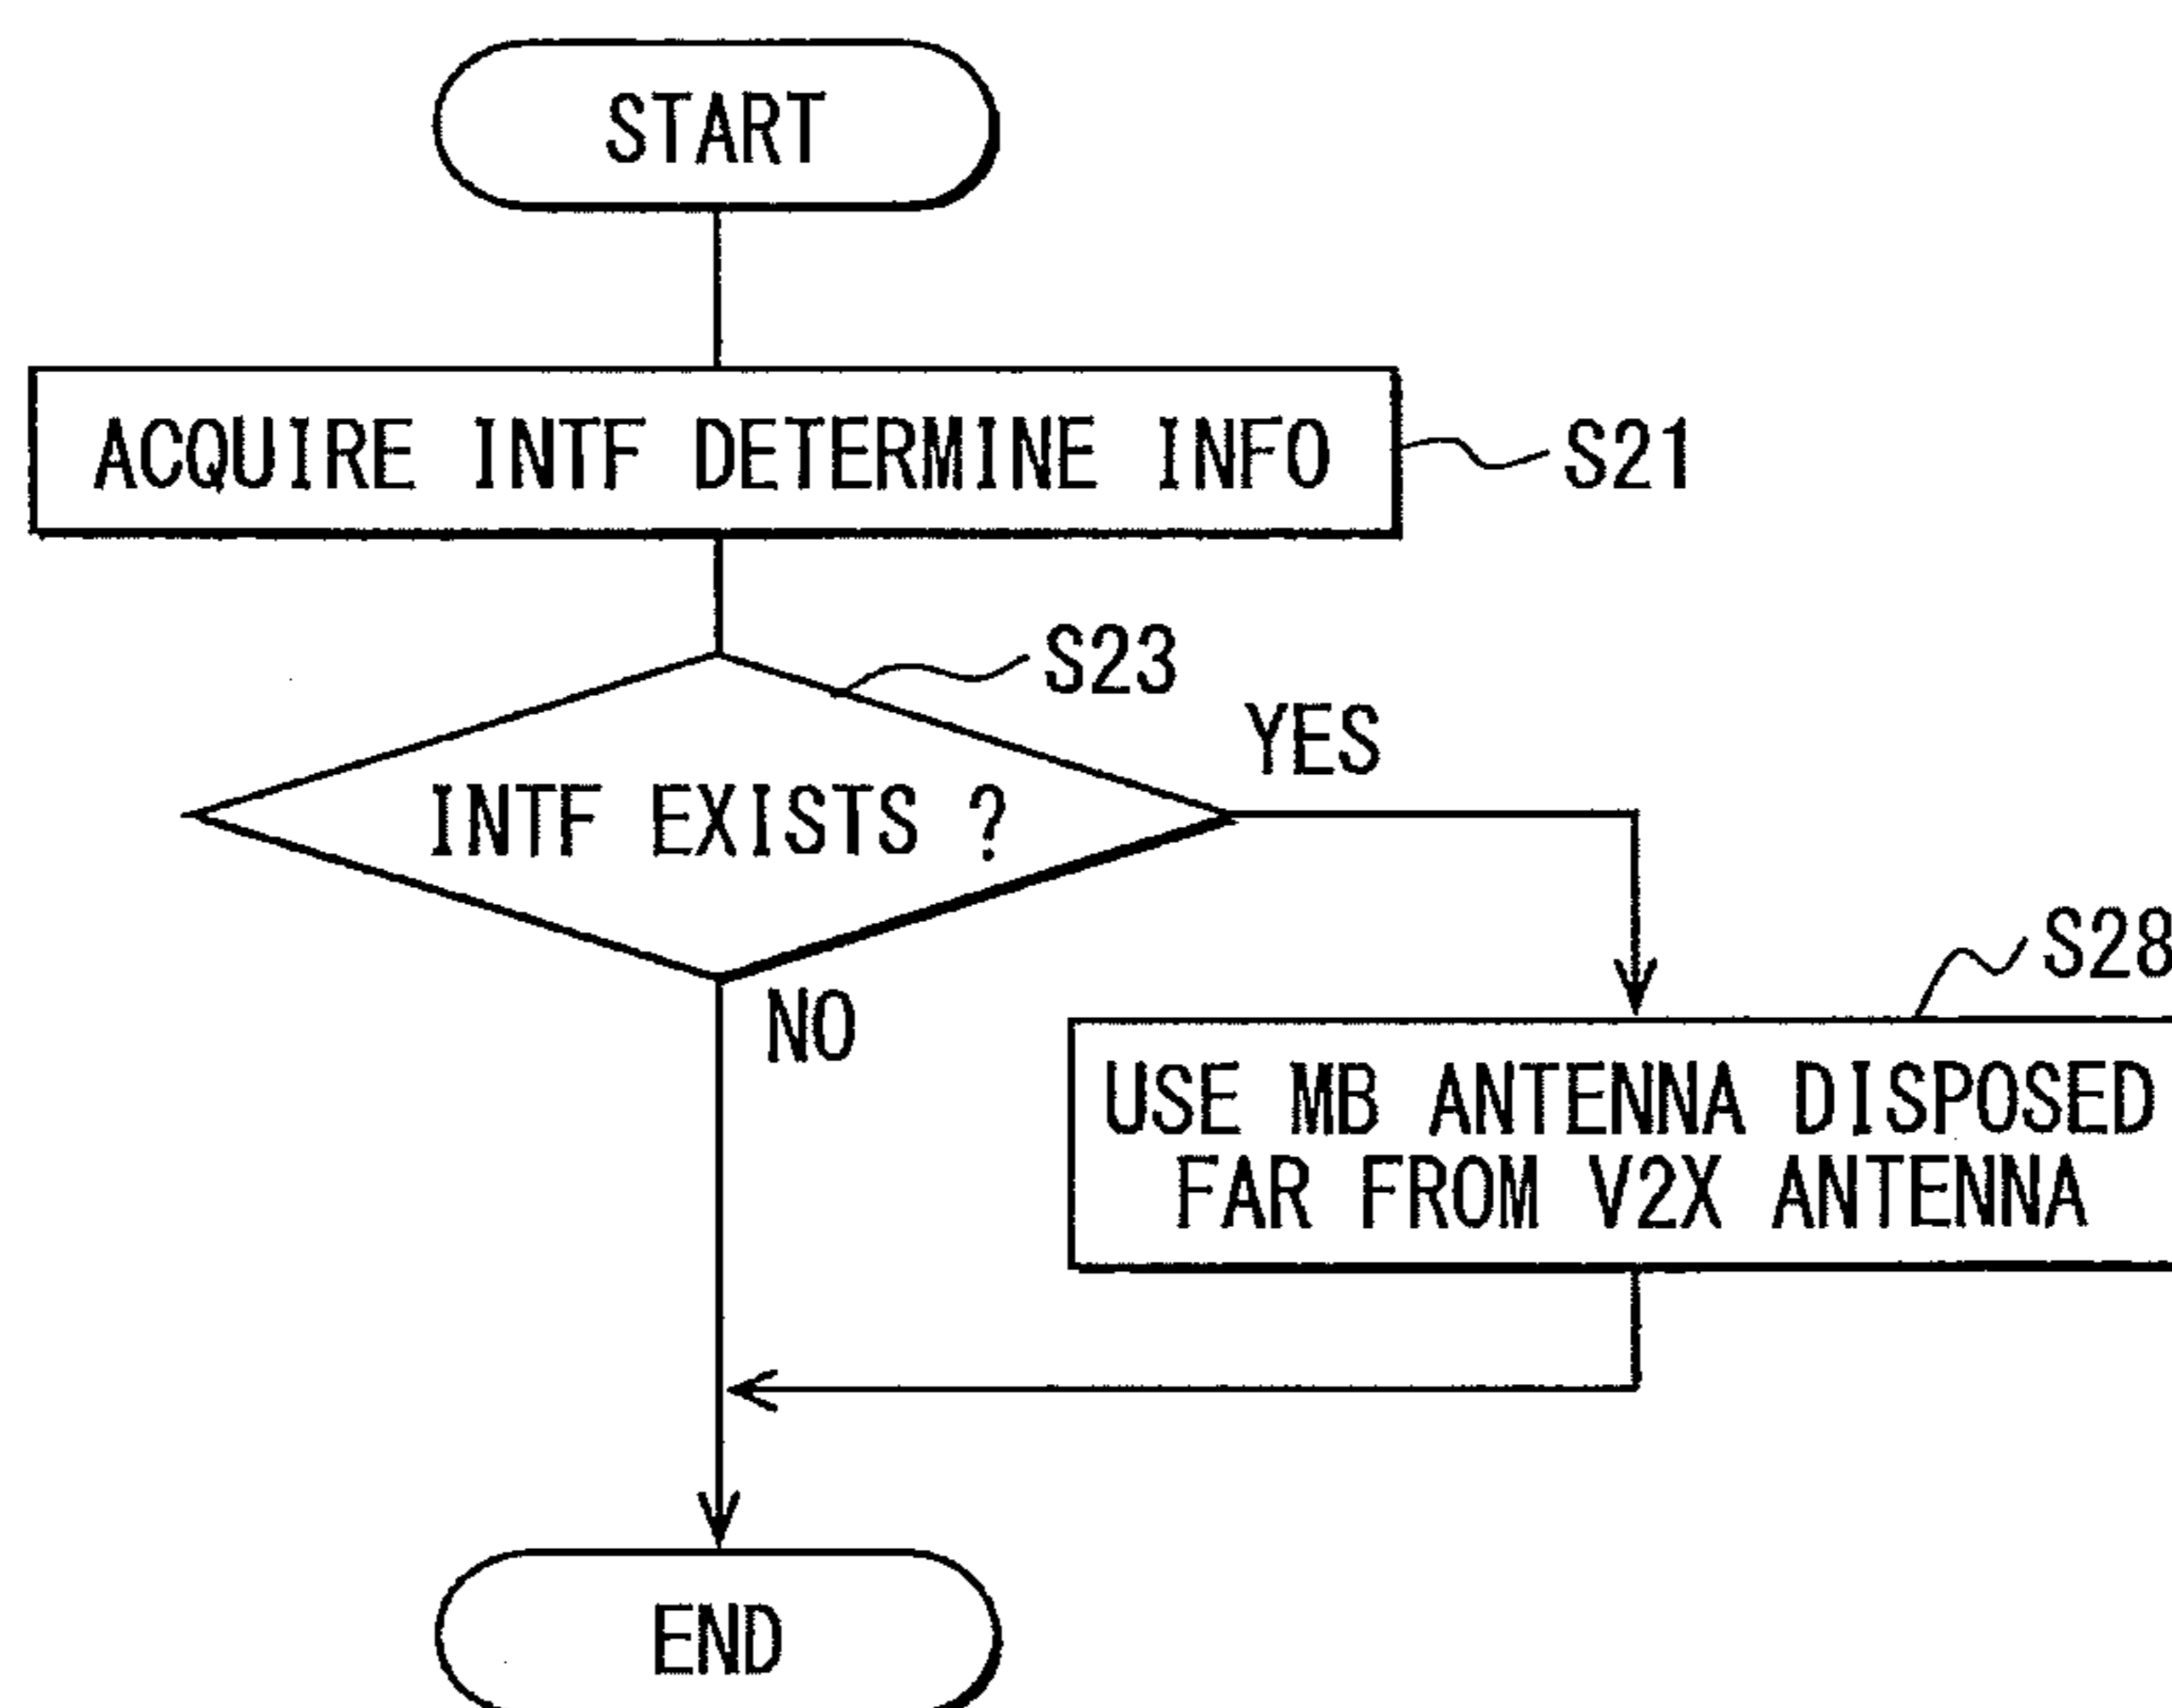 START
ACQUIRE INTF DETERMINE INFO
S21
S23
INTF EXISTS ?
YES
NO
S28
USE MB ANTENNA DISPOSED
FAR FROM V2X ANTENNA
END